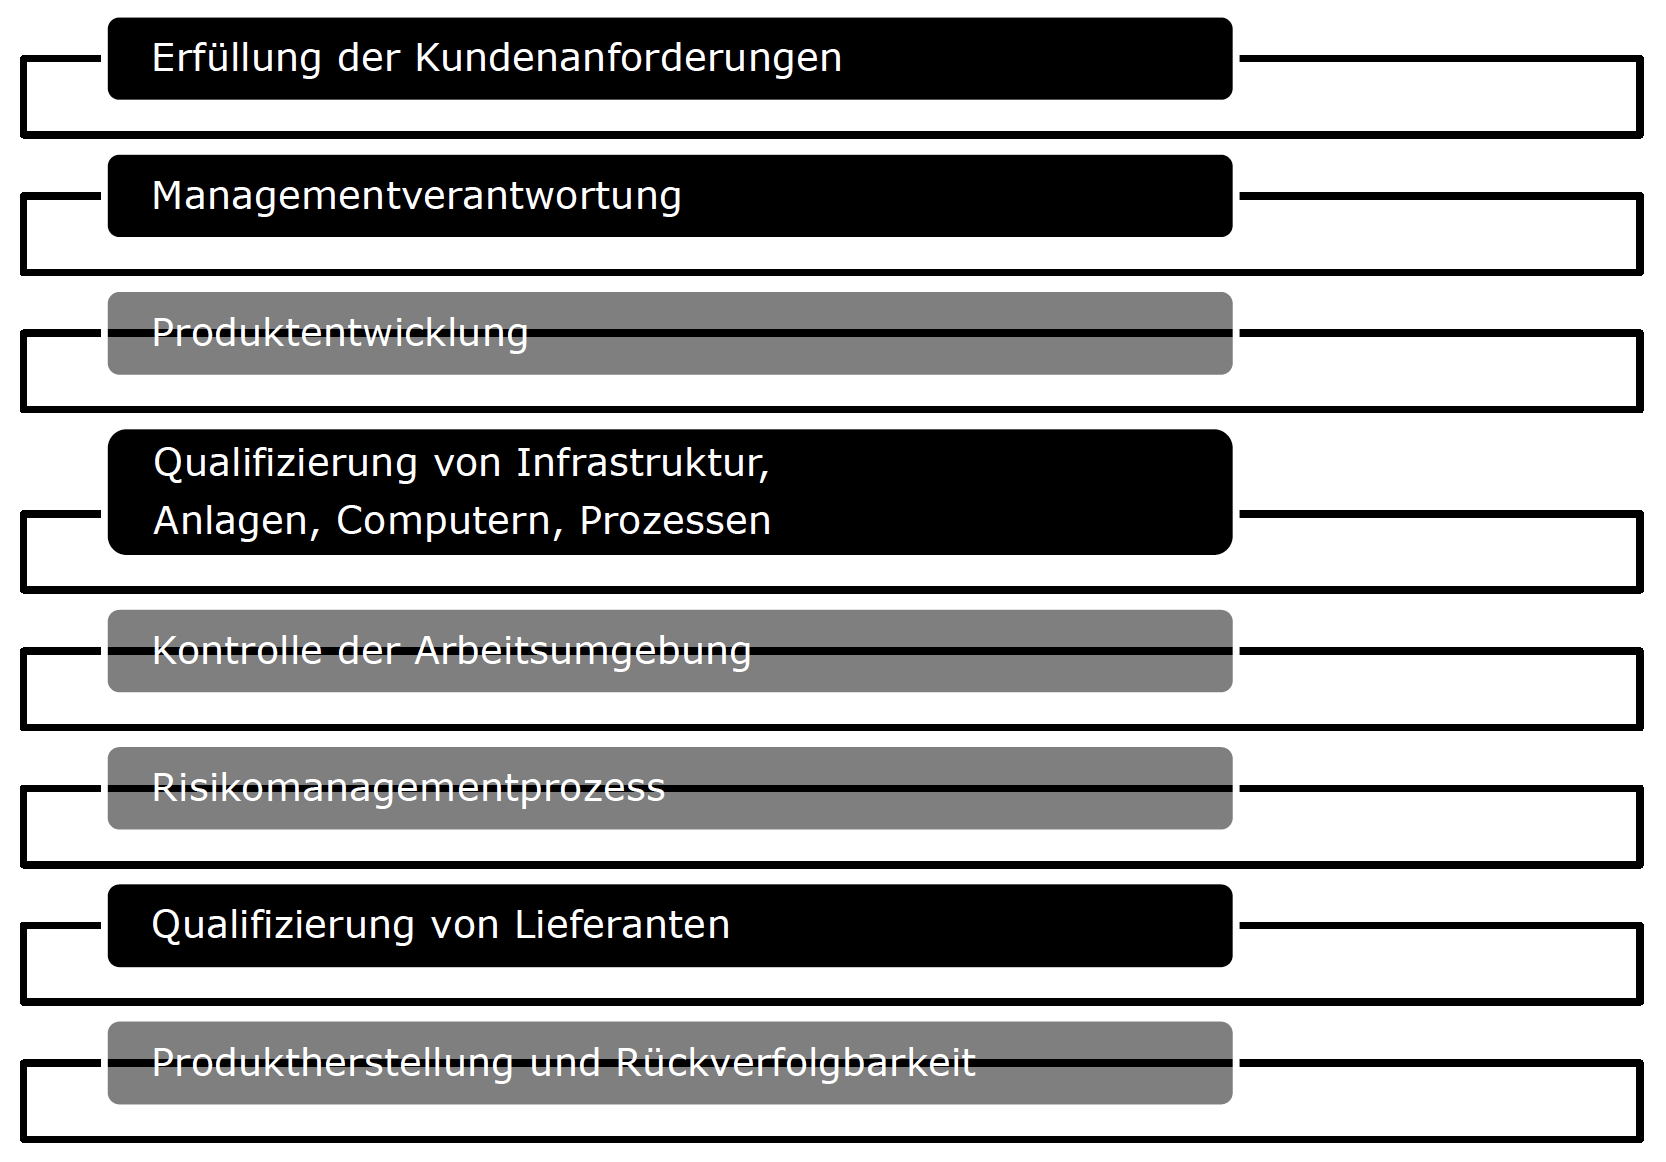 Erfüllung der Kundenanforderungen
Managementverantwortung
Produktentwicklung
Qualifizierung von Infrastruktur,
Anlagen, Computern, Prozessen
Kontrolle der Arbeitsumgebung
Risikomanagementprozess
Qualifizierung von Lieferanten
Produktherstellung und Rückverfolgbarkeit